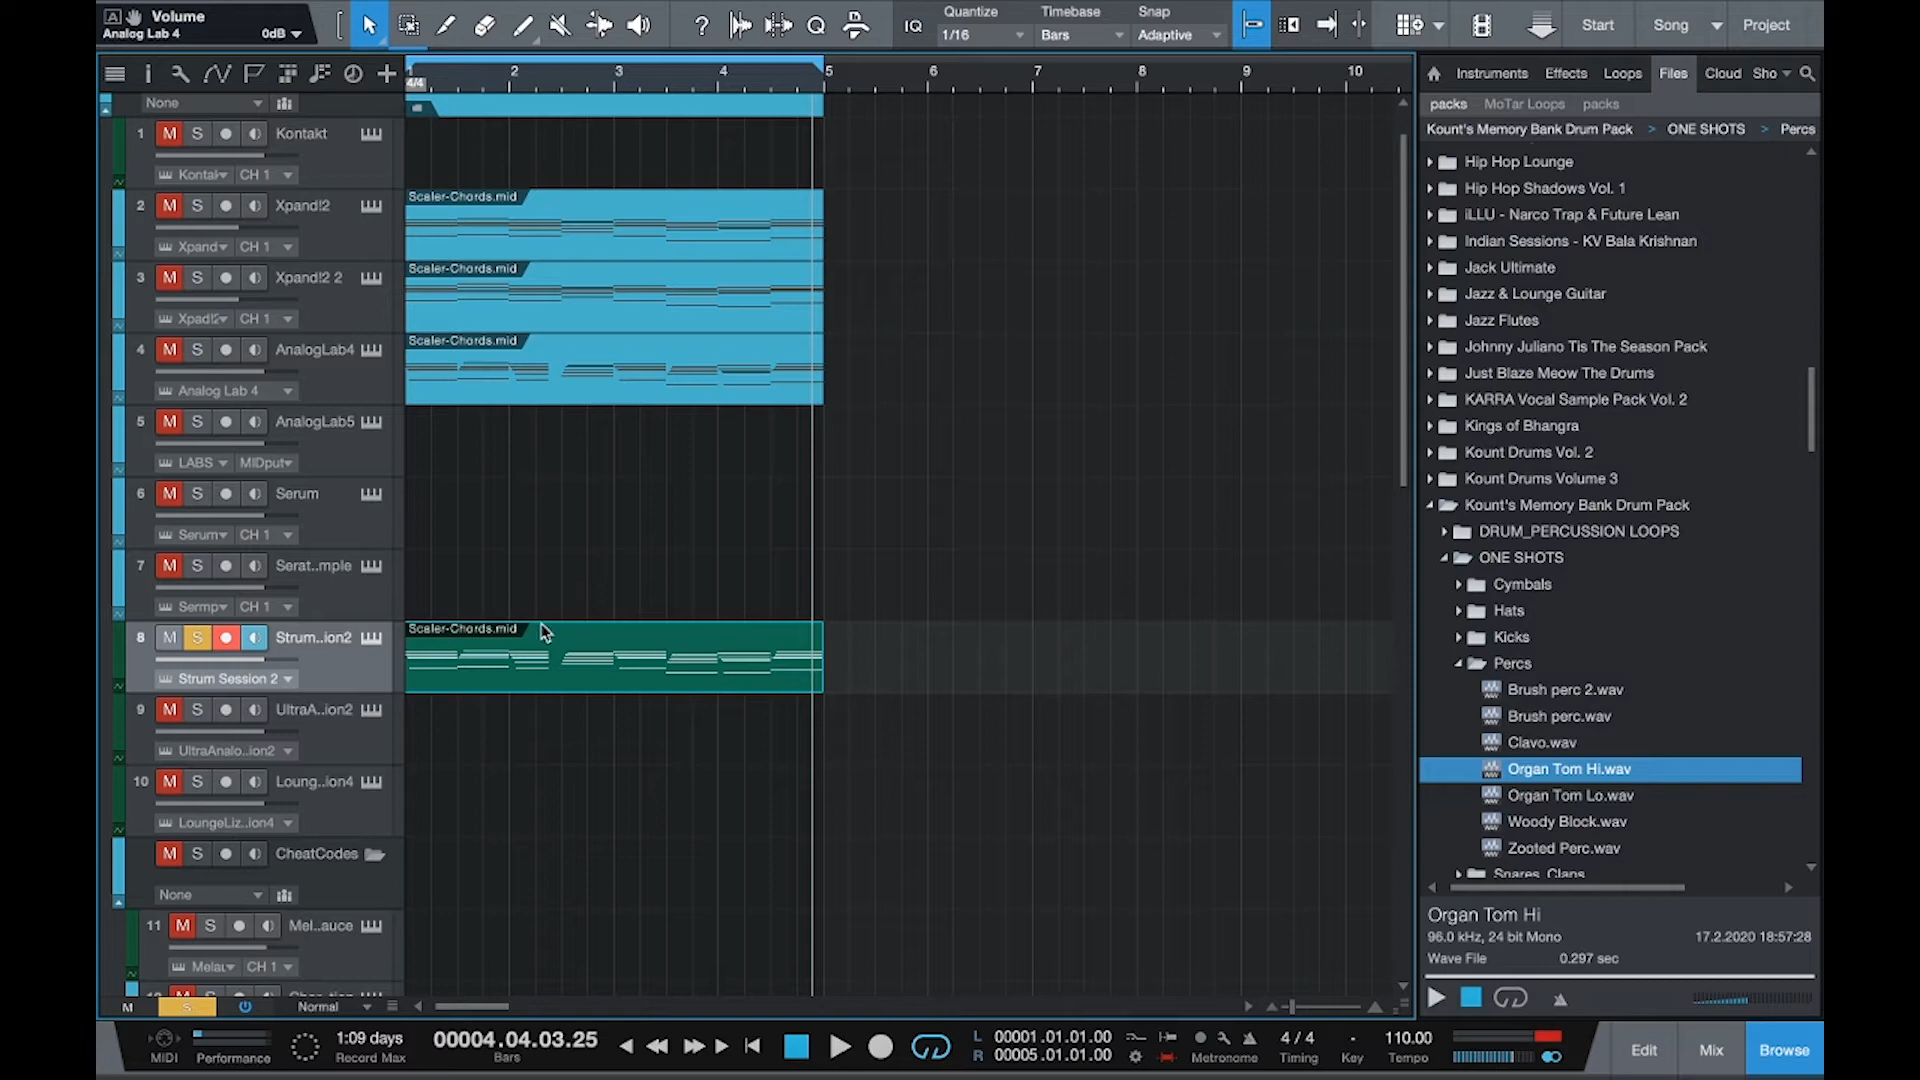 Volume
Analog Lab 4 0dB
IQ
Quantize
1/16
Timebase
Bars
Snap
Adaptive
Start Song Project
1 2 3 4 5 6 7 8 9 10
4/4
None
1 M S Kontakt
CH 1
2 M S Xpand!2
Xpand CH 1
3 M S Xpand!2 2
CH 1
4 M S AnalogLab4
Analog Lab 4
5 M S AnalogLab5
LABS MIDput
6 M S Serum
Serum CH 1
7 M S Serat..mple
Sermp CH 1
8 M S Strum..ion2
Strum Session 2
9 M S UltraA..ion2
UltraAnalo..ion2
10 M S Loung..ion4
LoungeLiz..ion4
M S CheatCodes
None
11 M S Mel..auce
CH 1
M S Normal
Scaler-Chords.mid
Scaler-Chords.mid
Scaler-Chords.mid
Scaler-Chords.mid
Instruments Effects Loops Files Cloud Sho
packs MoTar Loops packs
Kount's Memory Bank Drum Pack > ONE SHOTS > Percs
Hip Hop Lounge
Hip Hop Shadows Vol. 1
iLLU - Narco Trap & Future Lean
Indian Sessions - KV Bala Krishnan
Jack Ultimate
Jazz & Lounge Guitar
Jazz Flutes
Johnny Juliano Tis The Season Pack
Just Blaze Meow The Drums
KARRA Vocal Sample Pack Vol. 2
Kings of Bhangra
Kount Drums Vol. 2
Kount Drums Volume 3
Kount's Memory Bank Drum Pack
DRUM_PERCUSSION LOOPS
ONE SHOTS
Cymbals
Hats
Kicks
Percs
Brush perc 2.wav
Brush perc.wav
Clavo.wav
Organ Tom Hi.wav
Organ Tom Lo.wav
Woody Block.wav
Zooted Perc.wav
Snares_Claps
Organ Tom Hi
96.0 kHz, 24 bit Mono 17.2.2020 18:57:28
Wave File 0.297 sec
MIDI
Performance
1:09 days
Record Max
00004.04.03.25
Bars
L 00001.01.01.00
R 00005.01.01.00
Metronome
4 / 4
Timing
-
Key
110.00
Tempo
Edit Mix Browse